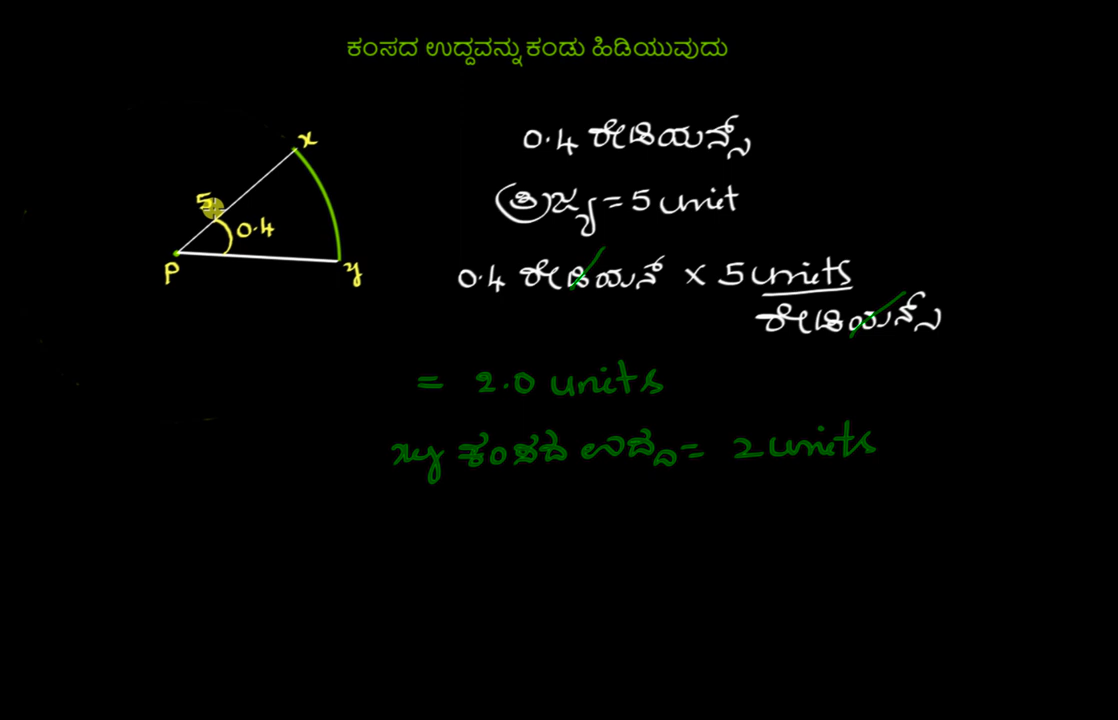 ಕಂಸದ ಉದ್ದವನ್ನು ಕಂಡು ಹಿಡಿಯುವುದು
x
5
0.4
P
y
0.4 ರೇಡಿಯನ್ಸ್
ತ್ರಿಜ್ಯ = 5 unit
0.4 ರೇಡಿಯನ್ × 5 units
ರೇಡಿಯನ್ಸ್
= 2.0 units
xy ಕಂಶದ ಉದ್ದ = 2 units